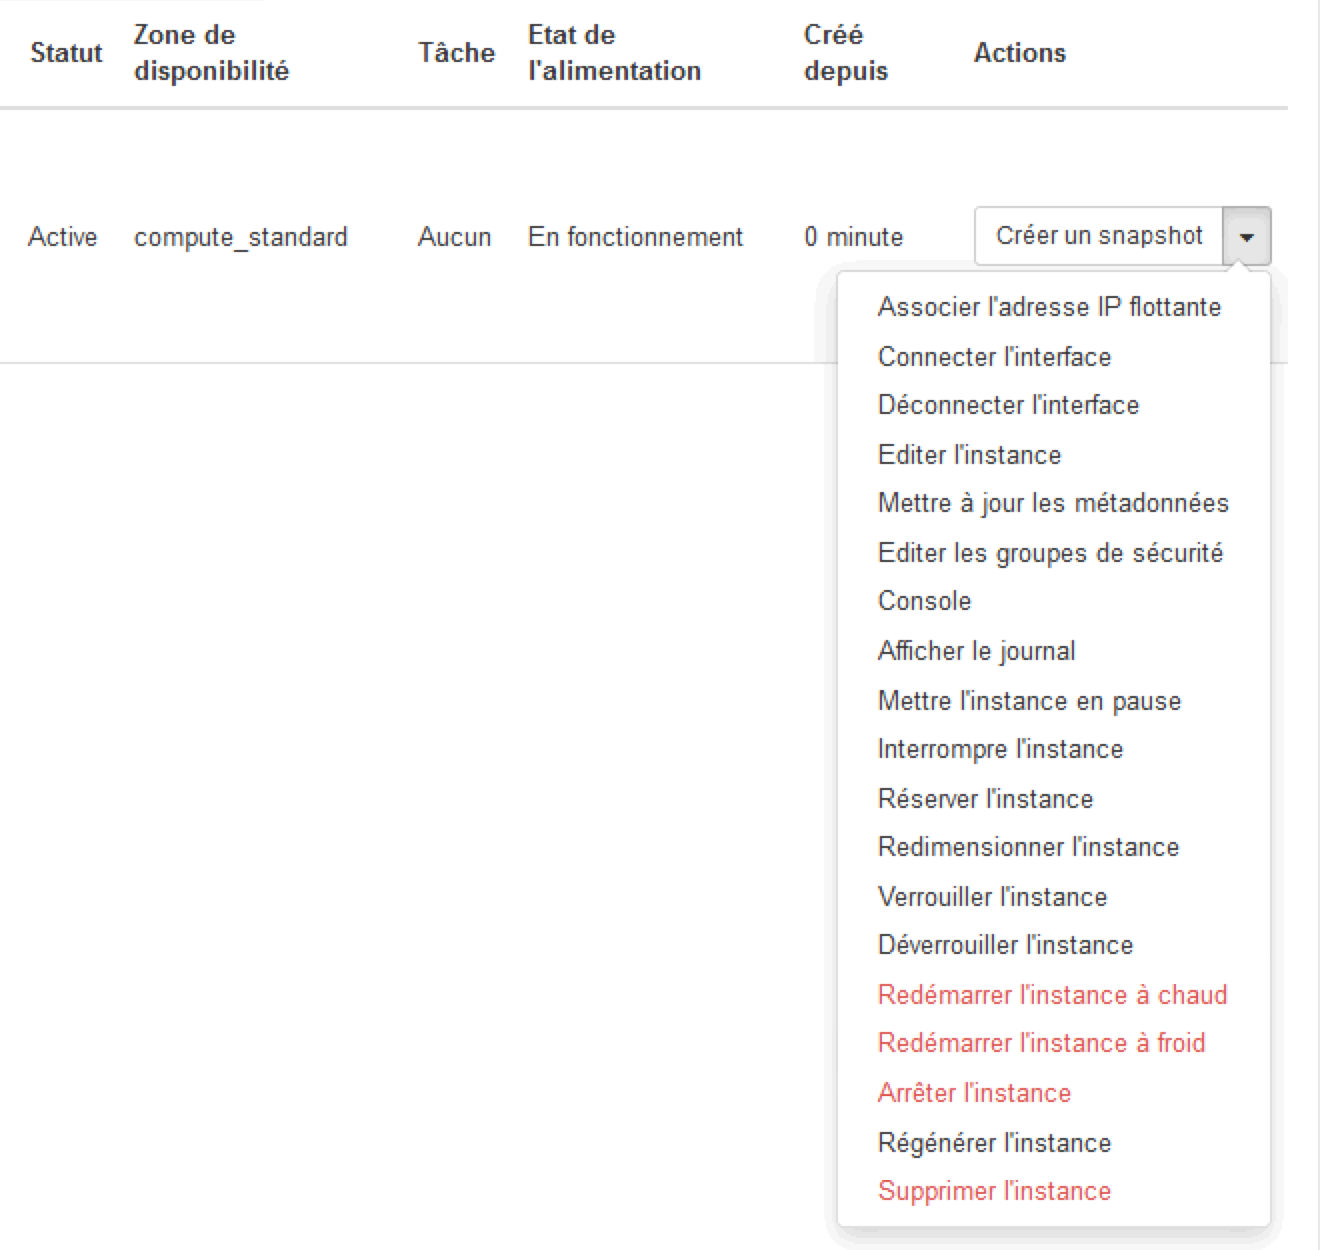 Statut
Zone de
disponibilité
Tâche
Etat de
l'alimentation
Créé
depuis
Actions
Active
compute_standard
Aucun
En fonctionnement
0 minute
Créer un snapshot
Associer l'adresse IP flottante
Connecter l'interface
Déconnecter l'interface
Editer l'instance
Mettre à jour les métadonnées
Editer les groupes de sécurité
Console
Afficher le journal
Mettre l'instance en pause
Interrompre l'instance
Réserver l'instance
Redimensionner l'instance
Verrouiller l'instance
Déverrouiller l'instance
Redémarrer l'instance à chaud
Redémarrer l'instance à froid
Arrêter l'instance
Régénérer l'instance
Supprimer l'instance